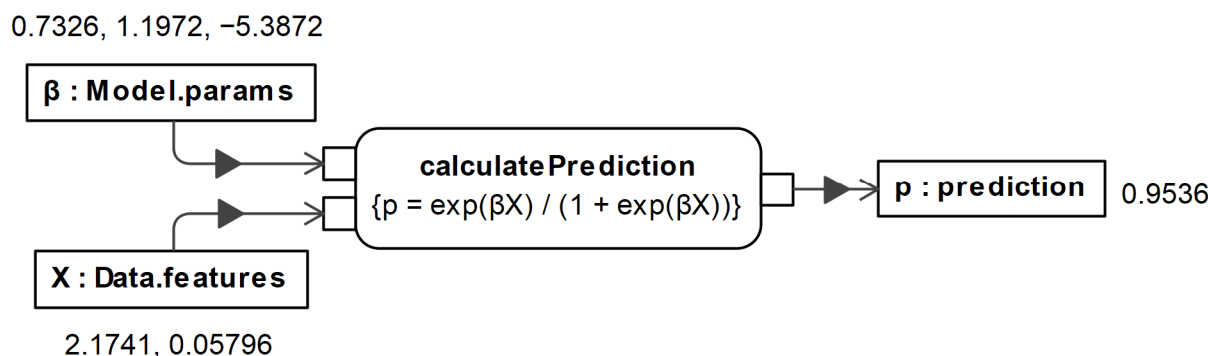 0.7326, 1.1972, −5.3872
β : Model.params
calculatePrediction
{p = exp(βX) / (1 + exp(βX))}
p : prediction
0.9536
X : Data.features
2.1741, 0.05796